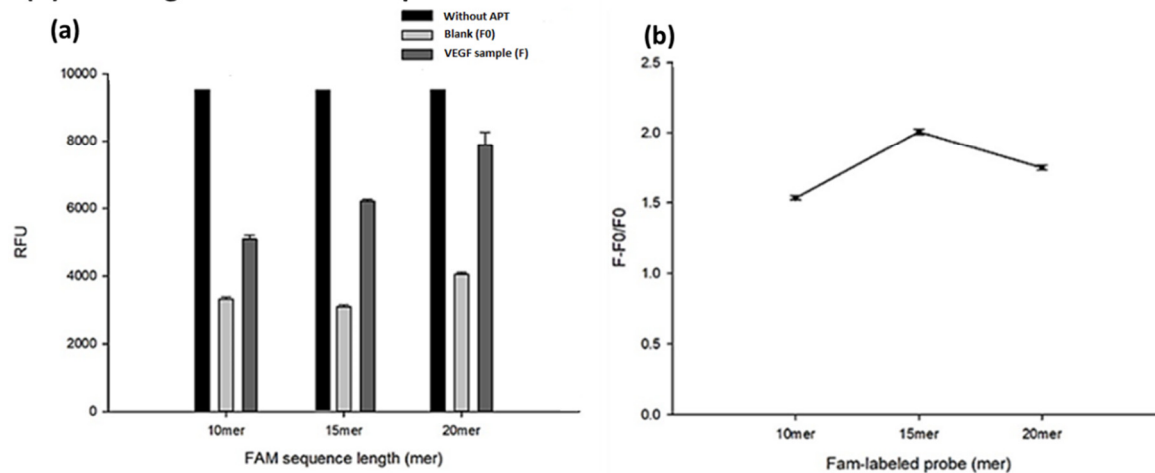 (a)
Without APT
Blank (F0)
VEGF sample (F)
10000
8000
6000
4000
2000
0
RFU
10mer
15mer
20mer
FAM sequence length (mer)
(b)
2.5
2.0
1.5
1.0
0.5
0.0
F-F0/F0
10mer
15mer
20mer
Fam-labeled probe (mer)